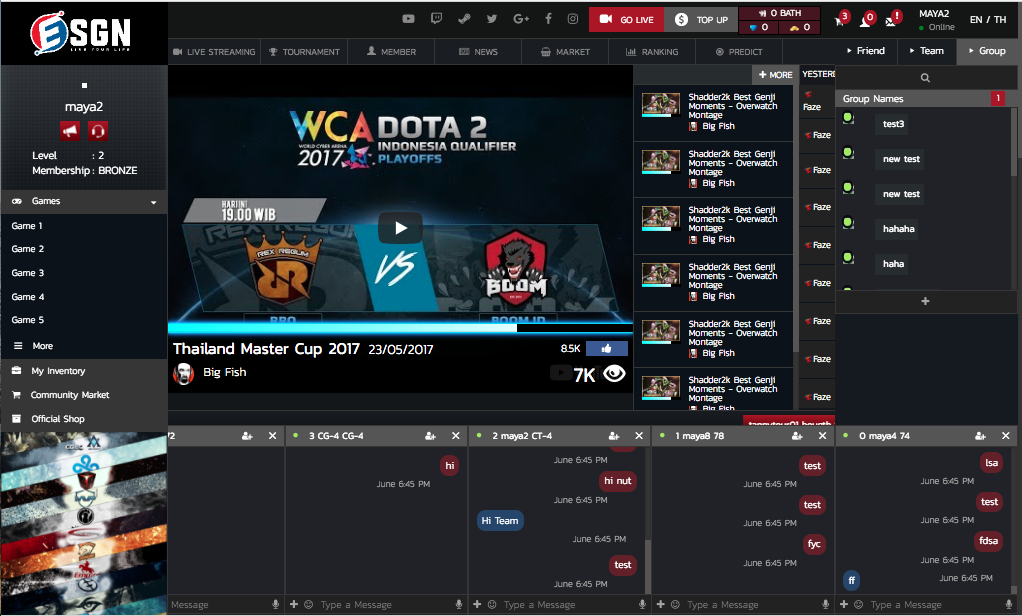 ESGN
LIVE YOUR LIFE
GO LIVE
TOP UP
0 BATH
0
0
3
0
!
MAYA2
Online
EN / TH
LIVE STREAMING
TOURNAMENT
MEMBER
NEWS
MARKET
RANKING
PREDICT
Friend
Team
Group
maya2
Level : 2
Membership : BRONZE
Games
Game 1
Game 2
Game 3
Game 4
Game 5
More
My Inventory
Community Market
Official Shop
WCA
WORLD CYBER ARENA
2017
DOTA 2
INDONESIA QUALIFIER
PLAYOFFS
HARI INI
19.00 WIB
REX REGUM
VS
BOOM
RRQ
BOOM ID
Thailand Master Cup 2017 23/05/2017
8.5K
Big Fish
7K
+ MORE
Shadder2k Best Genji
Moments - Overwatch
Montage
Big Fish
Shadder2k Best Genji
Moments - Overwatch
Montage
Big Fish
Shadder2k Best Genji
Moments - Overwatch
Montage
Big Fish
Shadder2k Best Genji
Moments - Overwatch
Montage
Big Fish
Shadder2k Best Genji
Moments - Overwatch
Montage
Big Fish
Shadder2k Best Genji
Moments - Overwatch
Montage
Big Fish
YESTERD
Faze
Faze
Faze
Faze
Faze
Faze
Faze
Faze
Faze
Group Names
1
test3
new test
new test
hahaha
haha
+
72
Message
3 CG-4 CG-4
hi
June 6:45 PM
Type a Message
2 maya2 CT-4
June 6:45 PM
hi nut
June 6:45 PM
Hi Team
June 6:45 PM
test
June 6:45 PM
Type a Message
1 maya8 78
test
June 6:45 PM
test
June 6:45 PM
fyc
June 6:45 PM
Type a Message
0 maya4 74
lsa
June 6:45 PM
test
June 6:45 PM
fdsa
June 6:45 PM
ff
June 6:45 PM
Type a Message